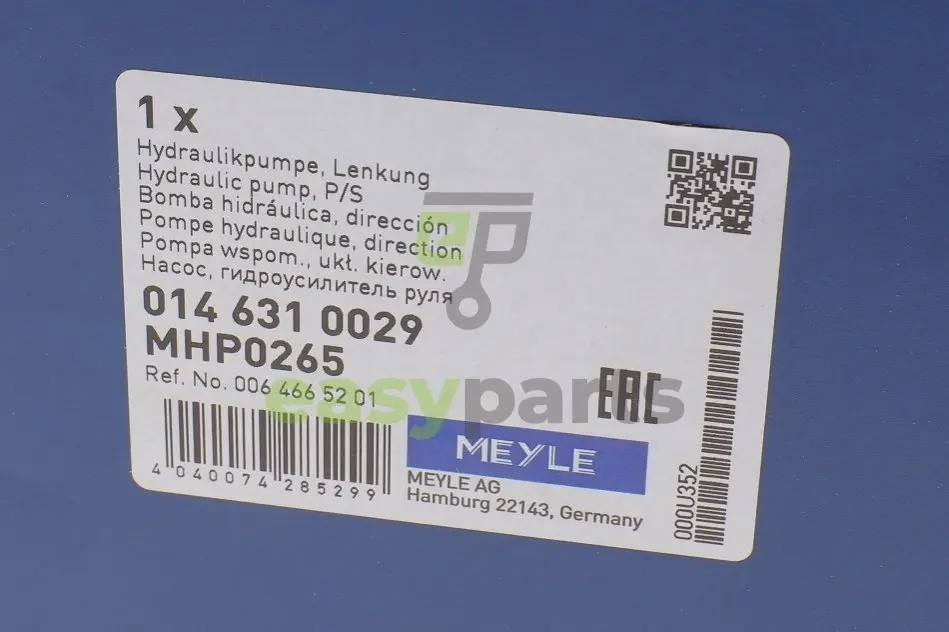 1 x
Hydraulikpumpe, Lenkung
Hydraulic pump, P/S
Bomba hidráulica, dirección
Pompe hydraulique, direction
Pompa wspom., ukł. kierow.
Насос, гидроусилитель руля
014 631 0029
MHP0265
Ref. No. 006 466 52 01
4 040074 285299
EAC
MEYLE
MEYLE AG
Hamburg 22143, Germany
000U352
eP
easyparts